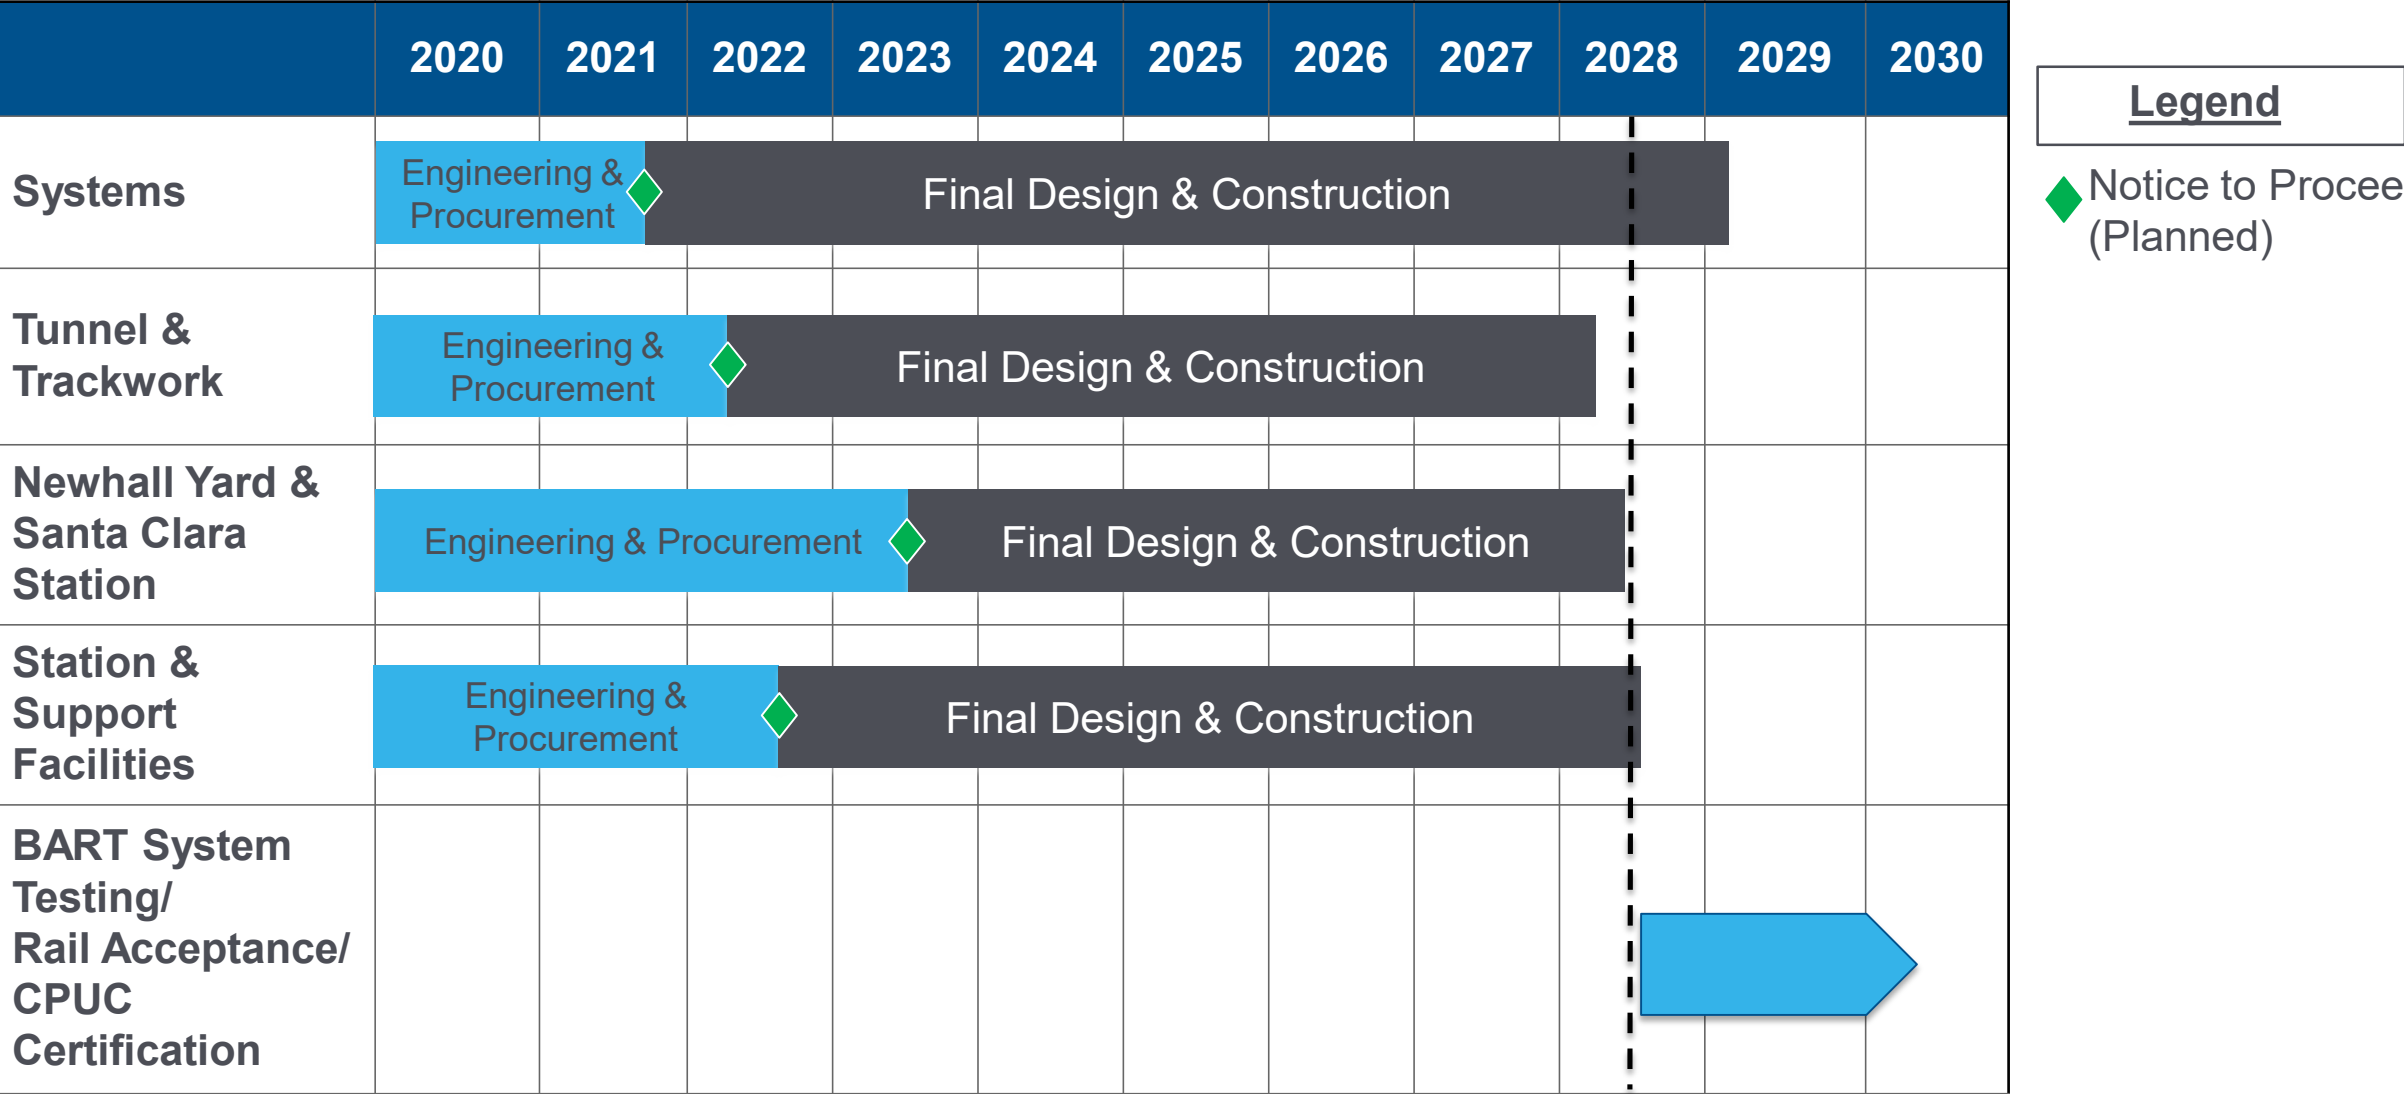 2020 2021 2022 2023 2024 2025 2026 2027 2028 2029 2030
Legend
Notice to Procee
(Planned)
Systems
Engineering &
Procurement
Final Design & Construction
Tunnel &
Trackwork
Engineering &
Procurement
Final Design & Construction
Newhall Yard &
Santa Clara
Station
Engineering & Procurement
Final Design & Construction
Station &
Support
Facilities
Engineering &
Procurement
Final Design & Construction
BART System
Testing/
Rail Acceptance/
CPUC
Certification